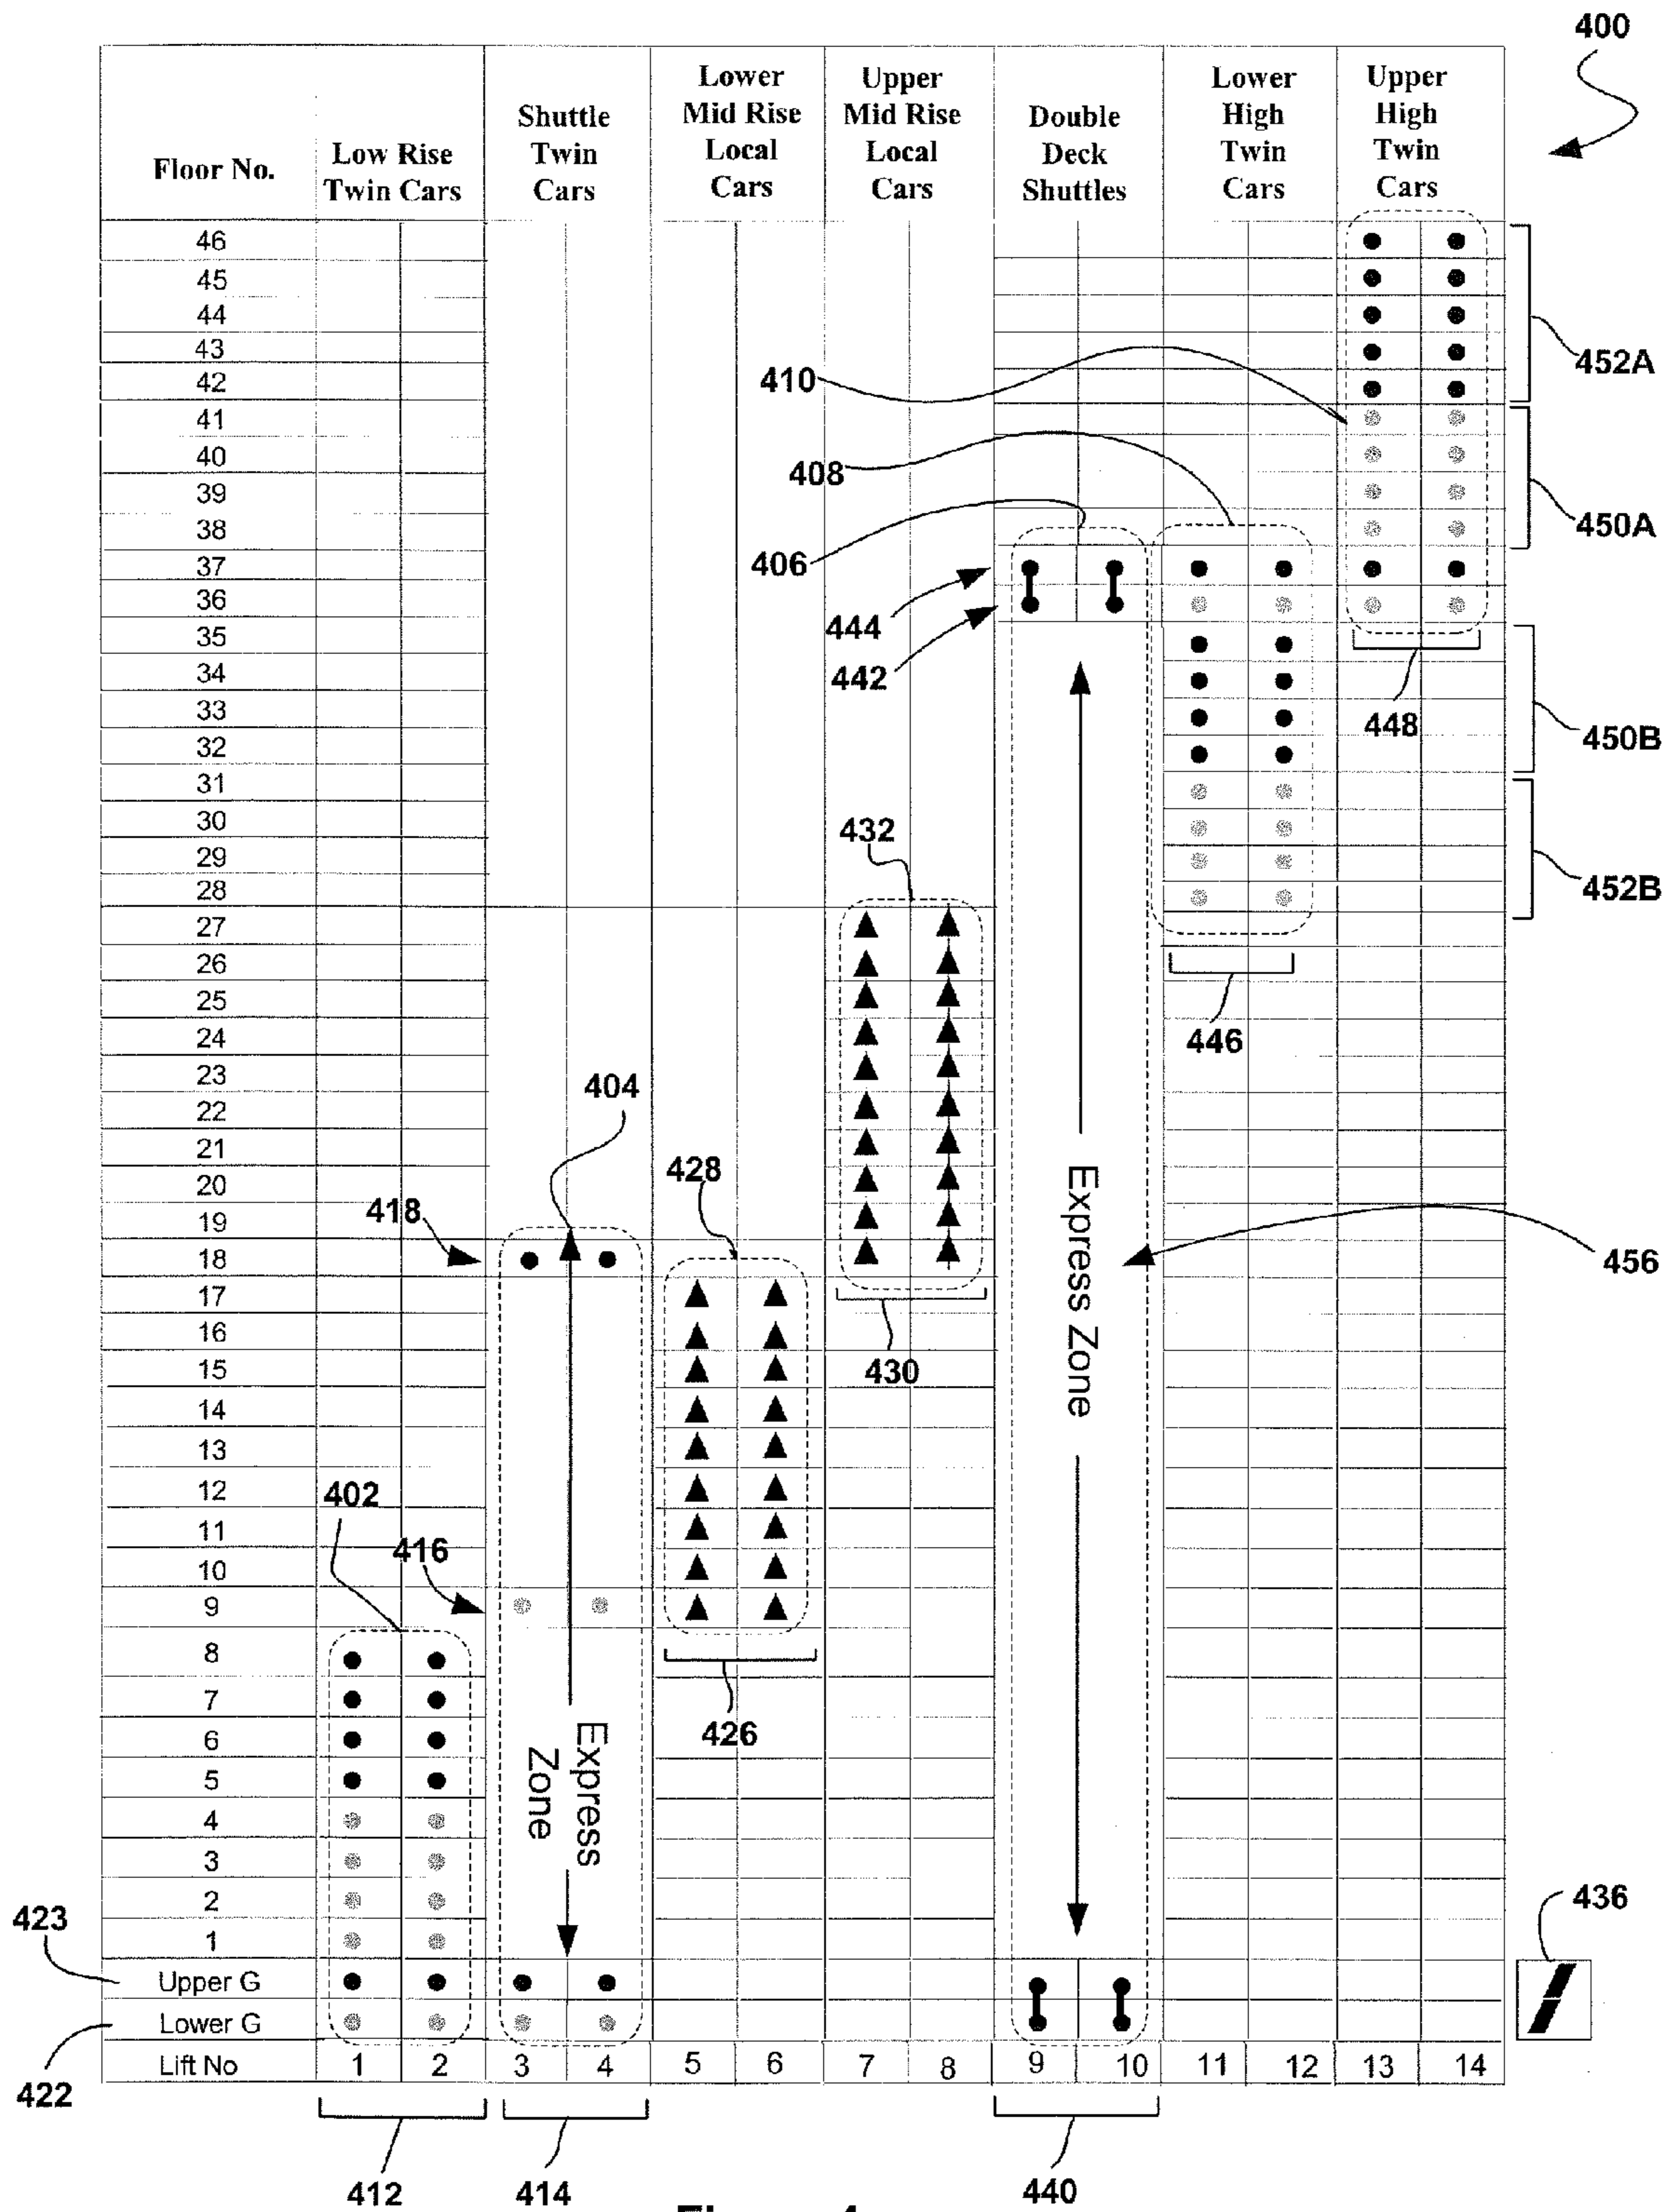 400
Floor No.
Low Rise
Twin Cars
Shuttle
Twin
Cars
Lower
Mid Rise
Local
Cars
Upper
Mid Rise
Local
Cars
Double
Deck
Shuttles
Lower
High
Twin
Cars
Upper
High
Twin
Cars
46
45
44
43
42
41
40
39
38
37
36
35
34
33
32
31
30
29
28
27
26
25
24
23
22
21
20
19
18
17
16
15
14
13
12
11
10
9
8
7
6
5
4
3
2
1
Upper G
Lower G
Lift No 1 2 3 4 5 6 7 8 9 10 11 12 13 14
410
408
406
444
442
452A
450A
448
450B
452B
432
446
404
428
418
430
456
Express Zone
402
416
426
Express
Zone
423
422
436
412
414
440